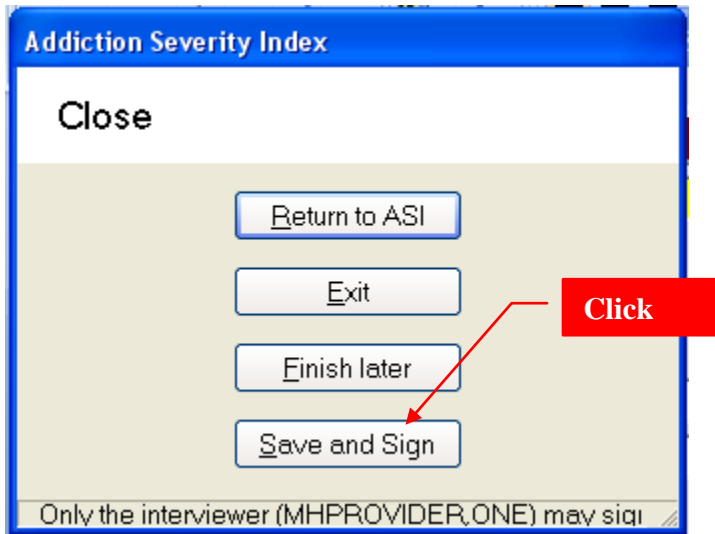 Addiction Severity Index
Close
Return to ASI
Exit
Click
Finish later
Save and Sign
Only the interviewer (MHPROVIDER,ONE) may